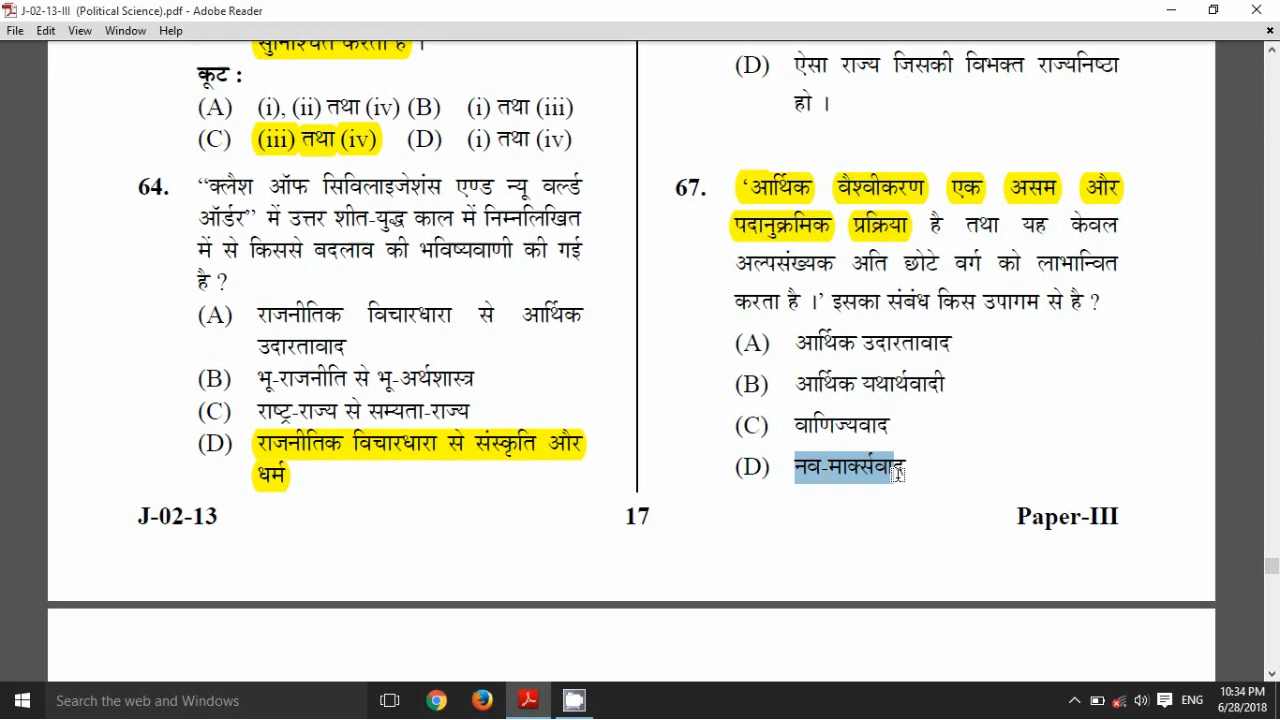 J-02-13-III (Political Science).pdf - Adobe Reader
File Edit View Window Help
सुनिश्चित करता है ।
कूट :
(A) (i), (ii) तथा (iv) (B) (i) तथा (iii)
(C) (iii) तथा (iv) (D) (i) तथा (iv)
64. “क्लैश ऑफ सिविलाइजेशंस एण्ड न्यू वर्ल्ड
ऑर्डर” में उत्तर शीत-युद्ध काल में निम्नलिखित
में से किससे बदलाव की भविष्यवाणी की गई
है ?
(A) राजनीतिक विचारधारा से आर्थिक
उदारतावाद
(B) भू-राजनीति से भू-अर्थशास्त्र
(C) राष्ट्र-राज्य से सभ्यता-राज्य
(D) राजनीतिक विचारधारा से संस्कृति और
धर्म
J-02-13
(D) ऐसा राज्य जिसकी विभक्त राज्यनिष्ठा
हो ।
67. ‘आर्थिक वैश्वीकरण एक असम और
पदानुक्रमिक प्रक्रिया है तथा यह केवल
अल्पसंख्यक अति छोटे वर्ग को लाभान्वित
करता है ।’ इसका संबंध किस उपागम से है ?
(A) आर्थिक उदारतावाद
(B) आर्थिक यथार्थवादी
(C) वाणिज्यवाद
(D) नव-मार्क्सवाद
17
Paper-III
Search the web and Windows
ENG
10:34 PM
6/28/2018